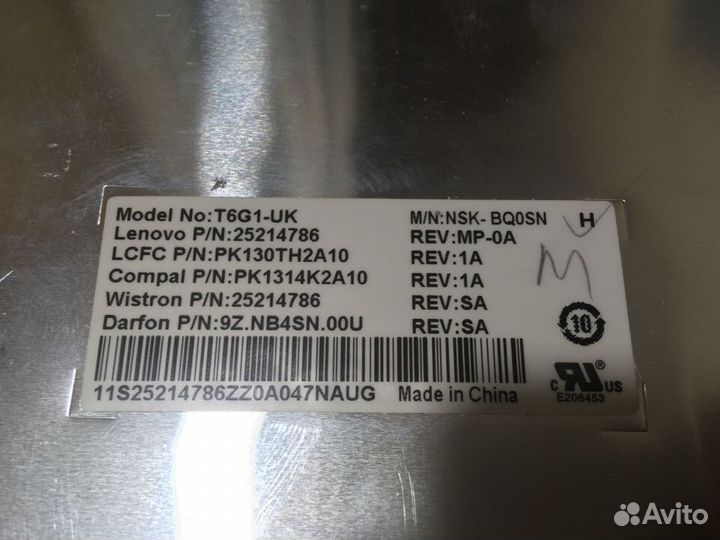 Model No:T6G1-UK M/N:NSK- BQ0SN H
Lenovo P/N:25214786 REV:MP-0A
LCFC P/N:PK130TH2A10 REV:1A
Compal P/N:PK1314K2A10 REV:1A
Wistron P/N:25214786 REV:SA
Darfon P/N:9Z.NB4SN.00U REV:SA
M
10
11S25214786ZZ0A047NAUG Made in China
c RU US ®
E206453
Avito